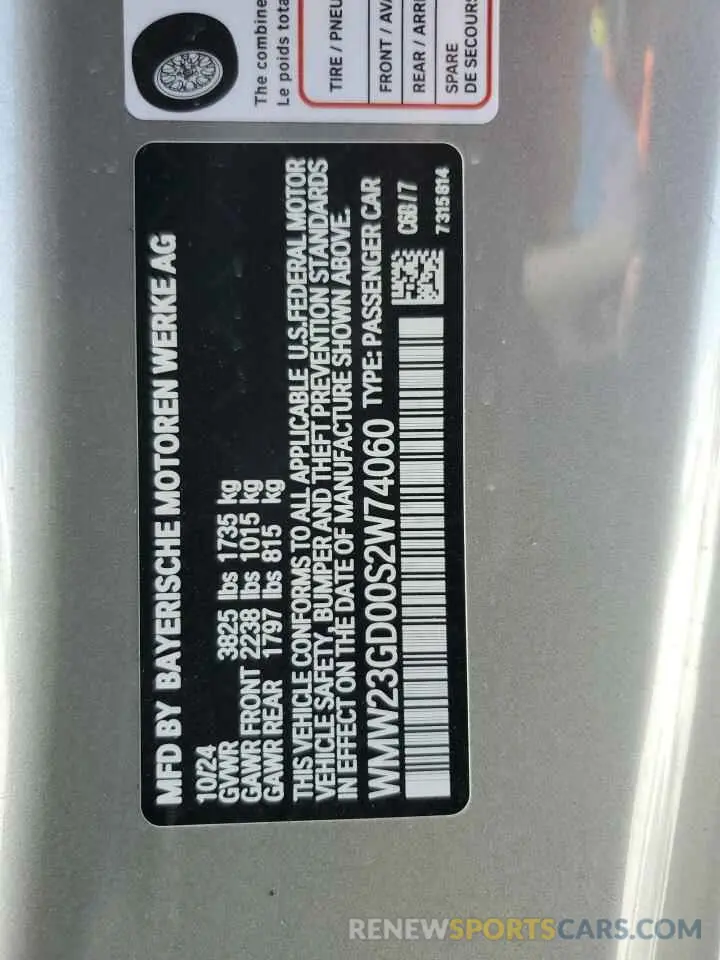 The combine
Le poids tota
TIRE / PNEU
FRONT / AVA
REAR / ARRI
SPARE
DE SECOURS
MFD BY BAYERISCHE MOTOREN WERKE AG
10/24
GVWR 3825 lbs 1735 kg
GAWR FRONT 2238 lbs 1015 kg
GAWR REAR 1797 lbs 815 kg
THIS VEHICLE CONFORMS TO ALL APPLICABLE U.S.FEDERAL MOTOR
VEHICLE SAFETY, BUMPER AND THEFT PREVENTION STANDARDS
IN EFFECT ON THE DATE OF MANUFACTURE SHOWN ABOVE.
WMW23GD00S2W74060 TYPE: PASSENGER CAR
C6B/7
7315814
RENEWSPORTSCARS.COM